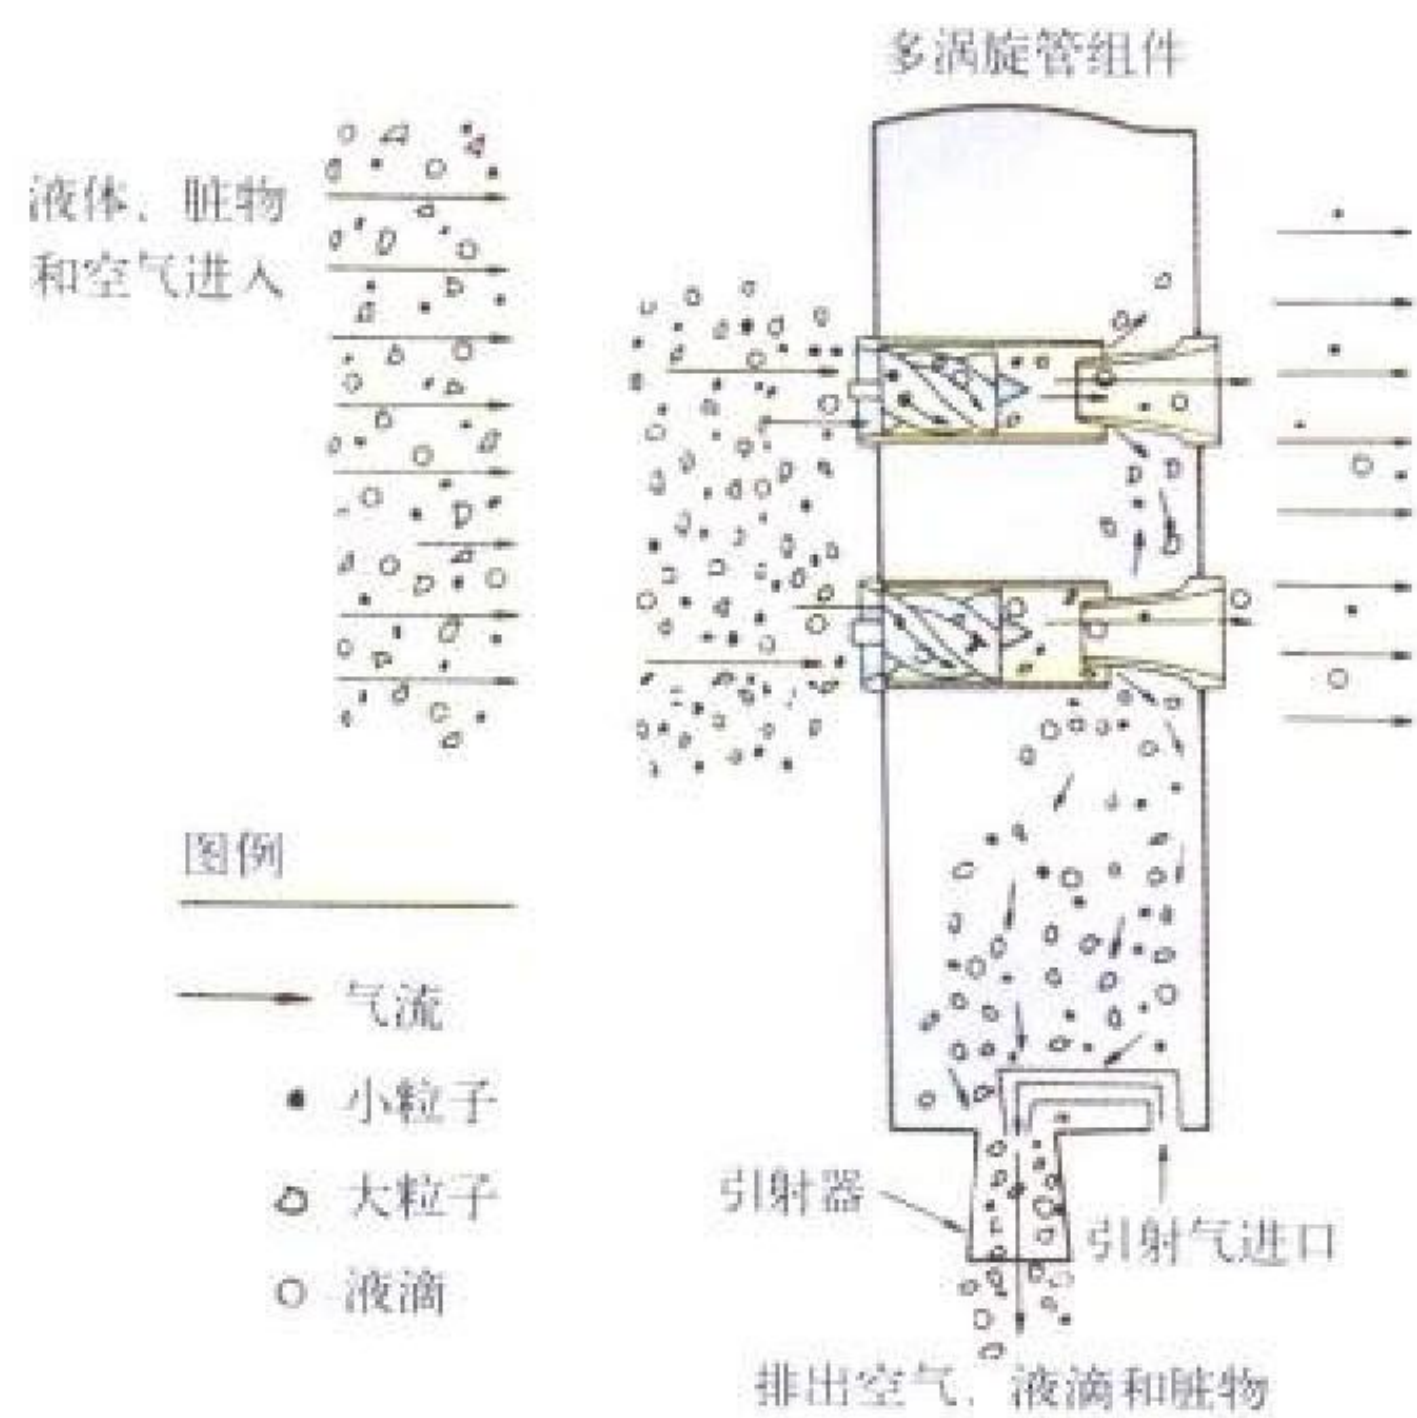 多涡旋管组件
液体、脏物
和空气进入
图例
气流
小粒子
大粒子
液滴
引射器
引射气进口
排出空气、液滴和脏物